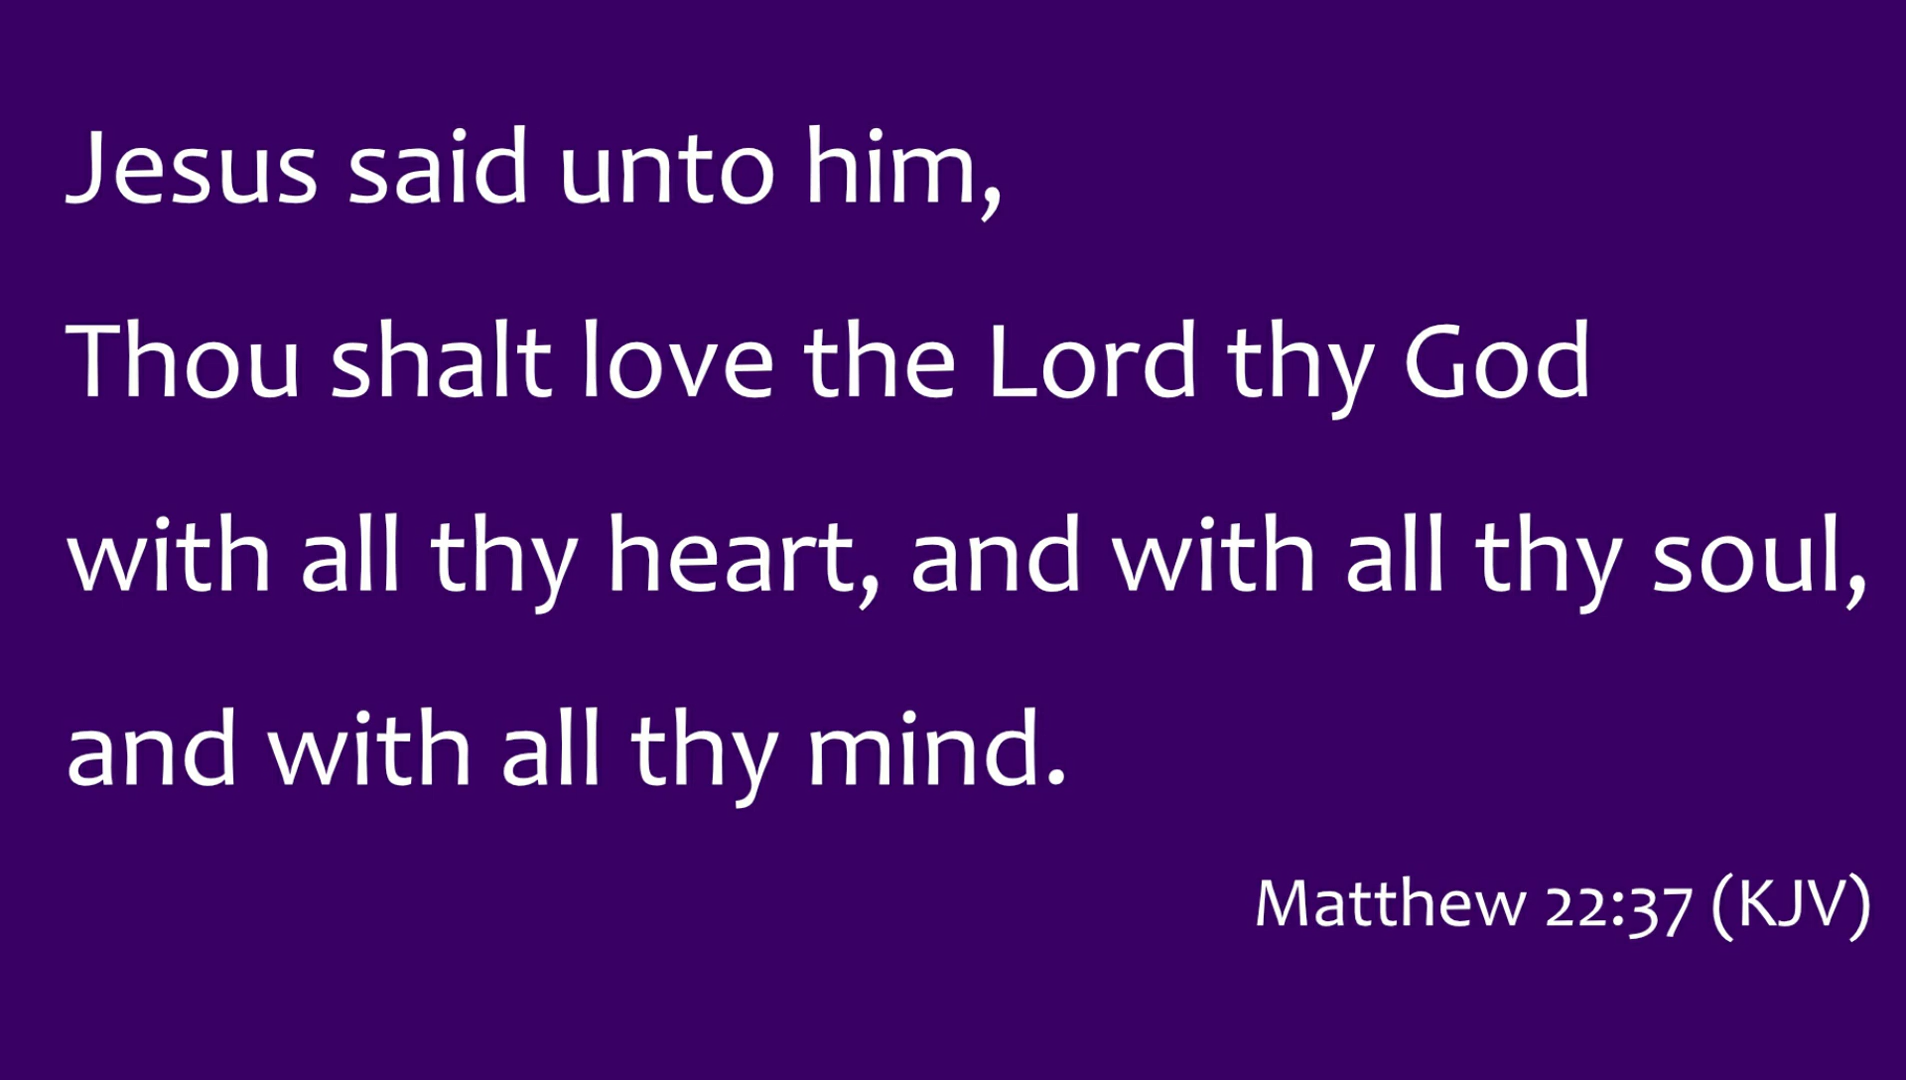 Jesus said unto him,
Thou shalt love the Lord thy God
with all thy heart, and with all thy soul,
and with all thy mind.
Matthew 22:37 (KJV)